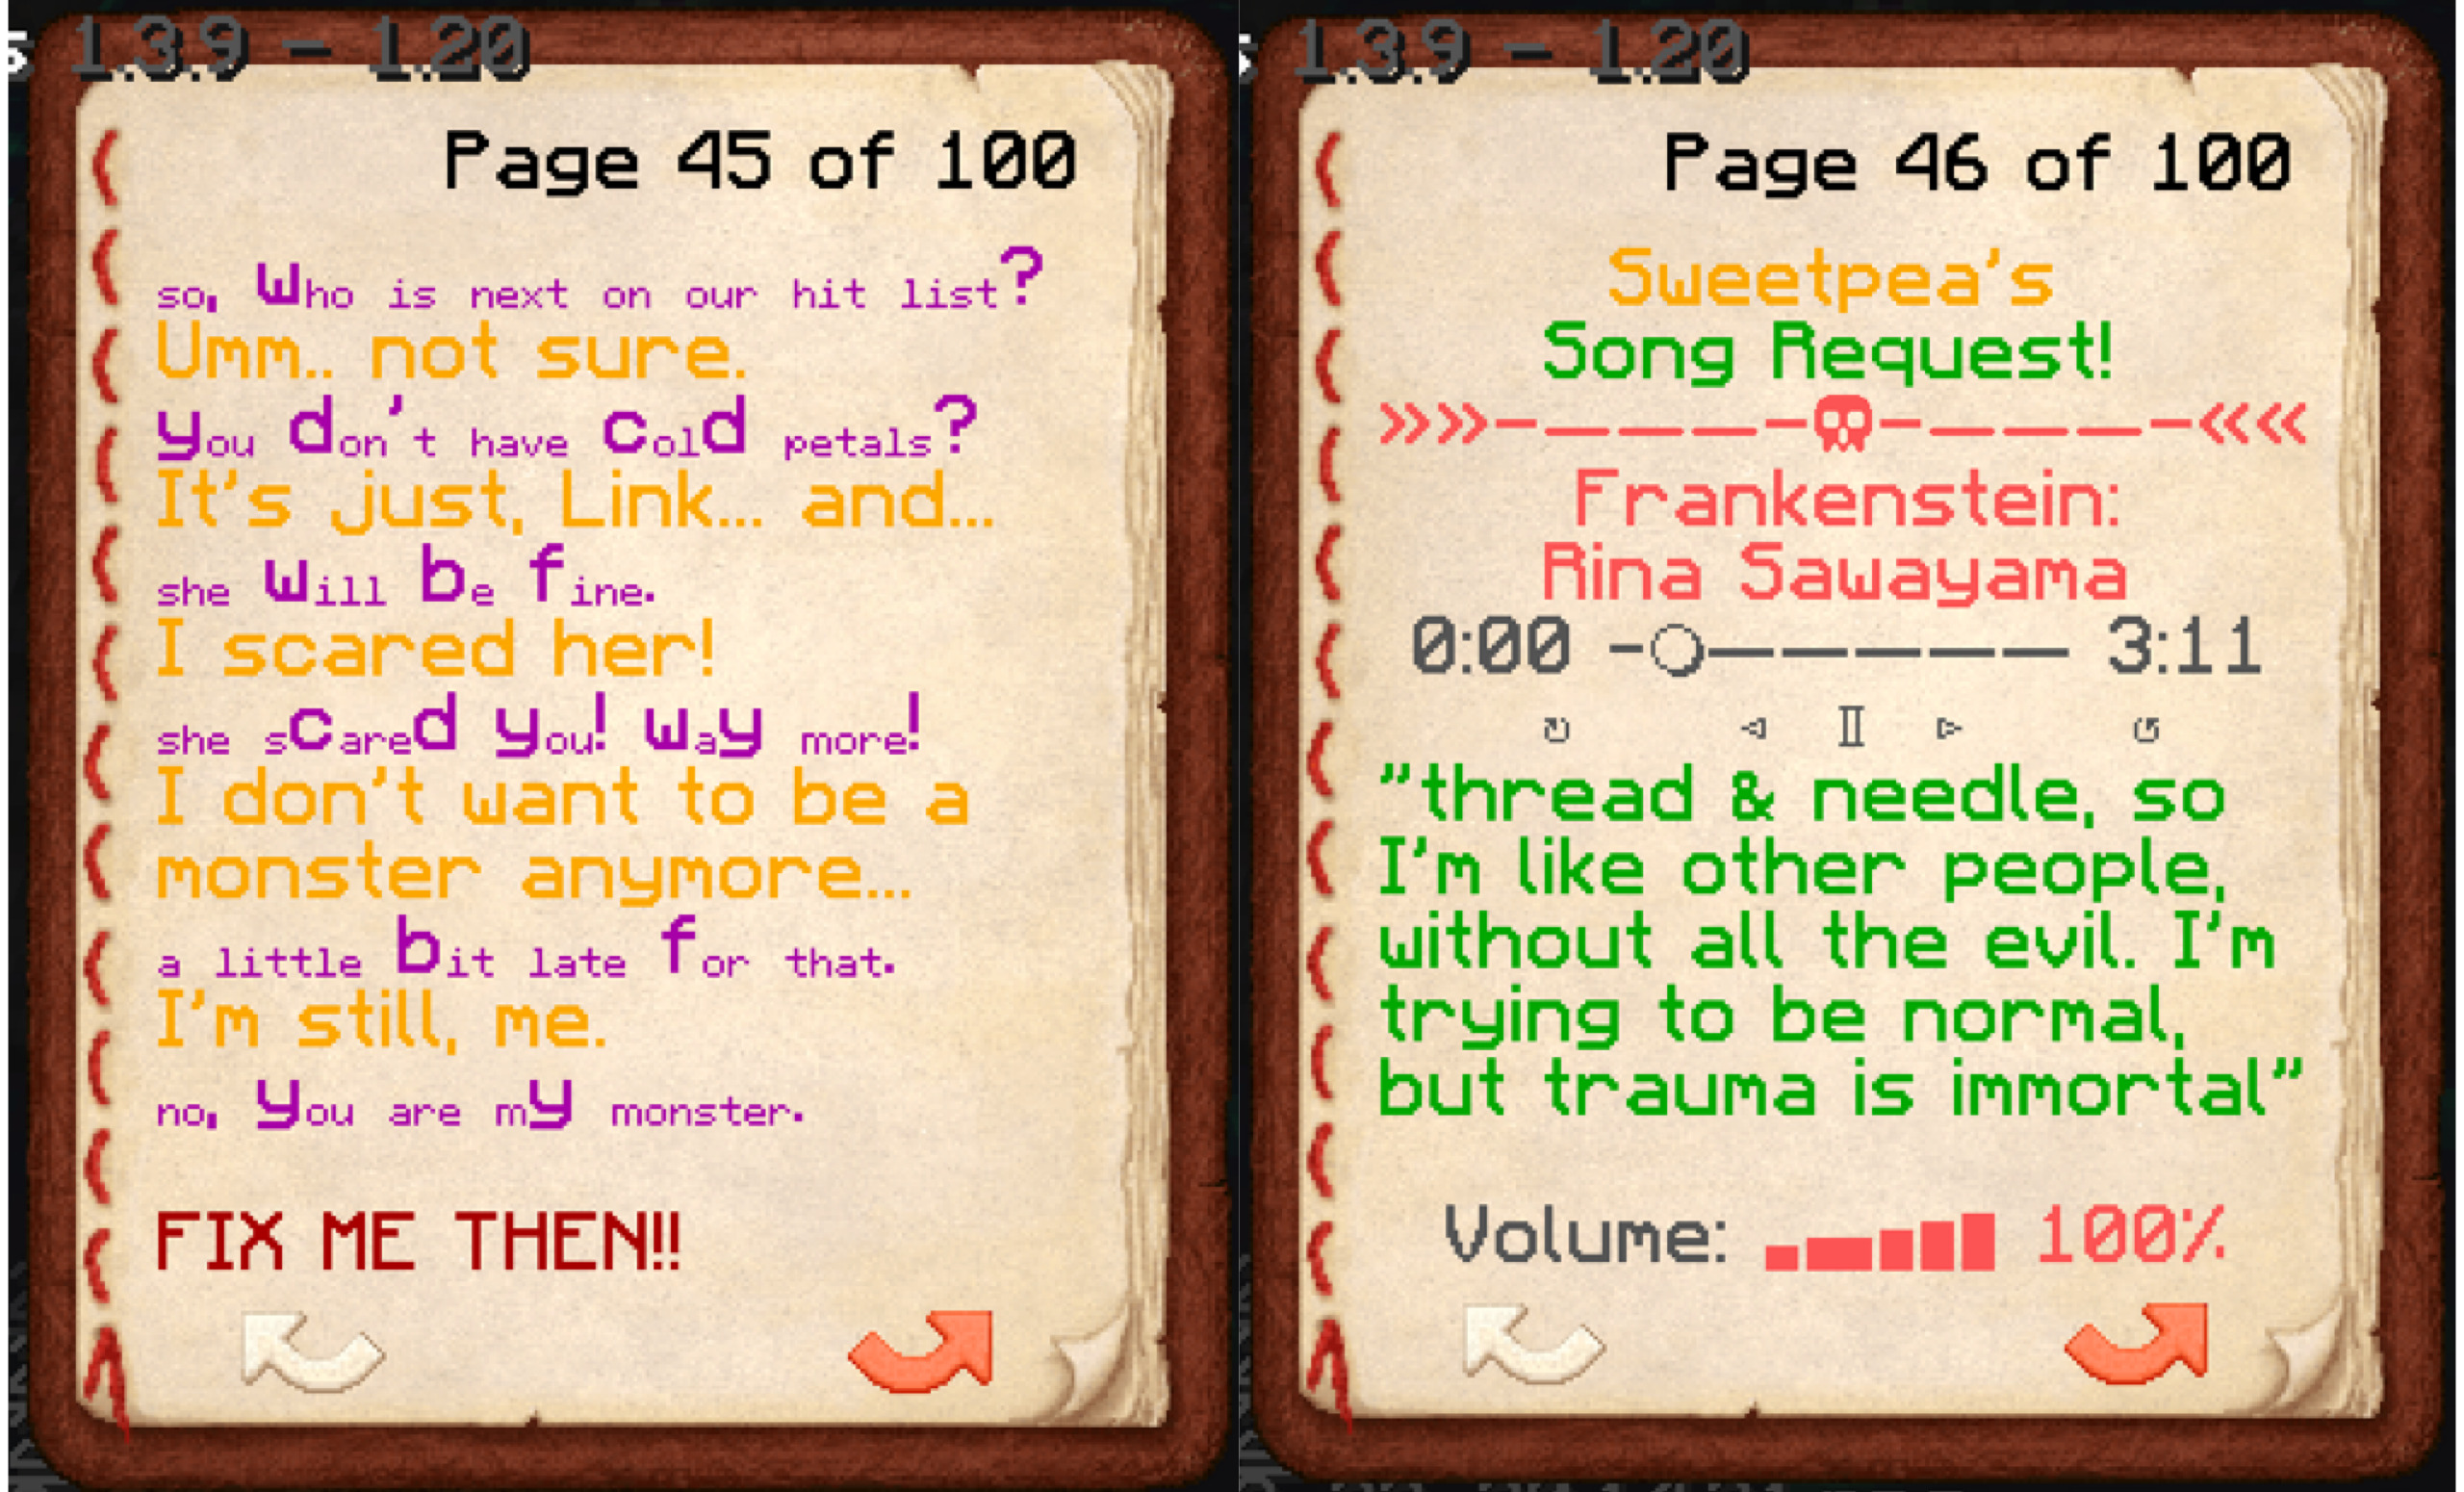 s 1.3.9 - 1.20
Page 45 of 100
so, Who is next on our hit list?
Umm.. not sure.
you don't have cold petals?
It's just, Link... and...
she Will be fine.
I scared her!
she sCared you! Way more!
I don't want to be a
monster anymore...
a little bit late for that.
I'm still, me.
no, you are my monster.
FIX ME THEN!!
s 1.3.9 - 1.20
Page 46 of 100
Sweetpea's
Song Request!
»»-————-☠-————-««
Frankenstein:
Rina Sawayama
0:00 -○————— 3:11
↻ ◁ II ▷ ↺
"thread & needle, so
I'm like other people,
without all the evil. I'm
trying to be normal,
but trauma is immortal"
Volume: ▂▃▄▅▆ 100%